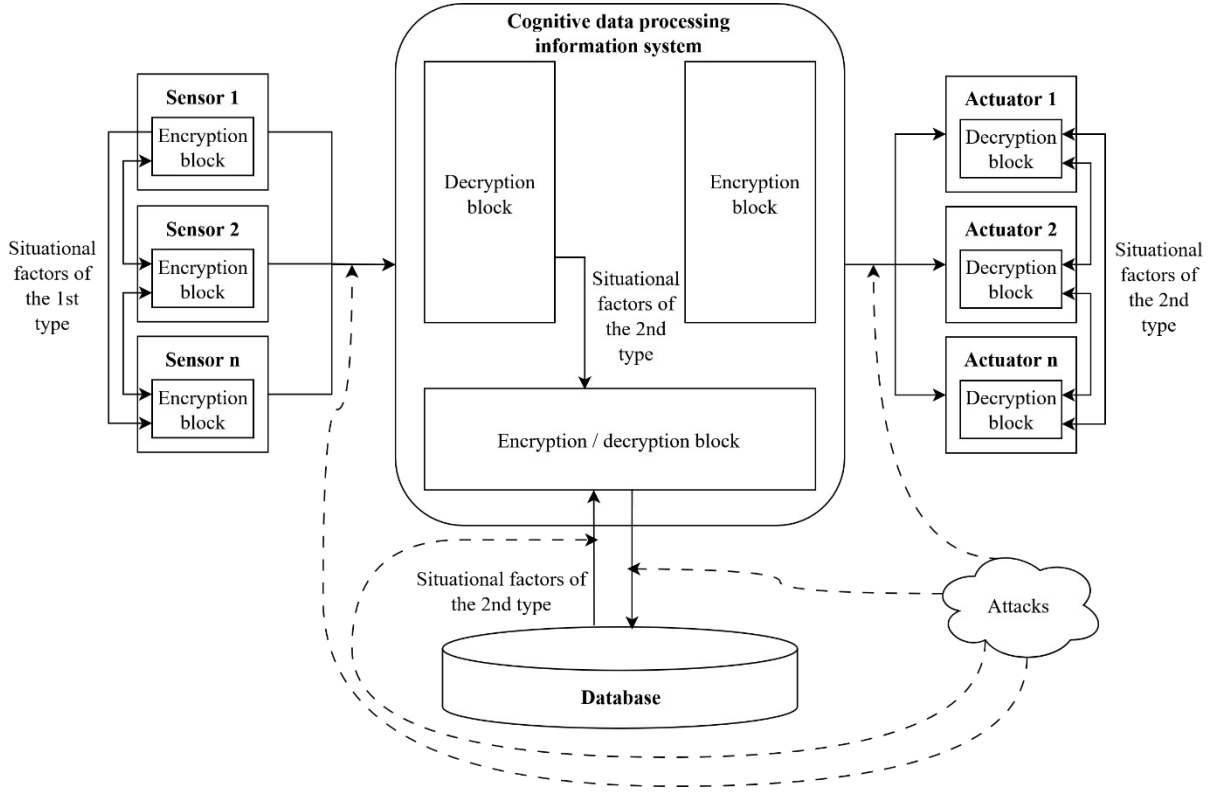 Cognitive data processing
information system
Sensor 1
Encryption
block
Sensor 2
Encryption
block
Sensor n
Encryption
block
Situational
factors of
the 1st
type
Decryption
block
Encryption
block
Situational
factors of
the 2nd
type
Encryption / decryption block
Situational factors of
the 2nd type
Database
Actuator 1
Decryption
block
Actuator 2
Decryption
block
Actuator n
Decryption
block
Situational
factors of
the 2nd
type
Attacks